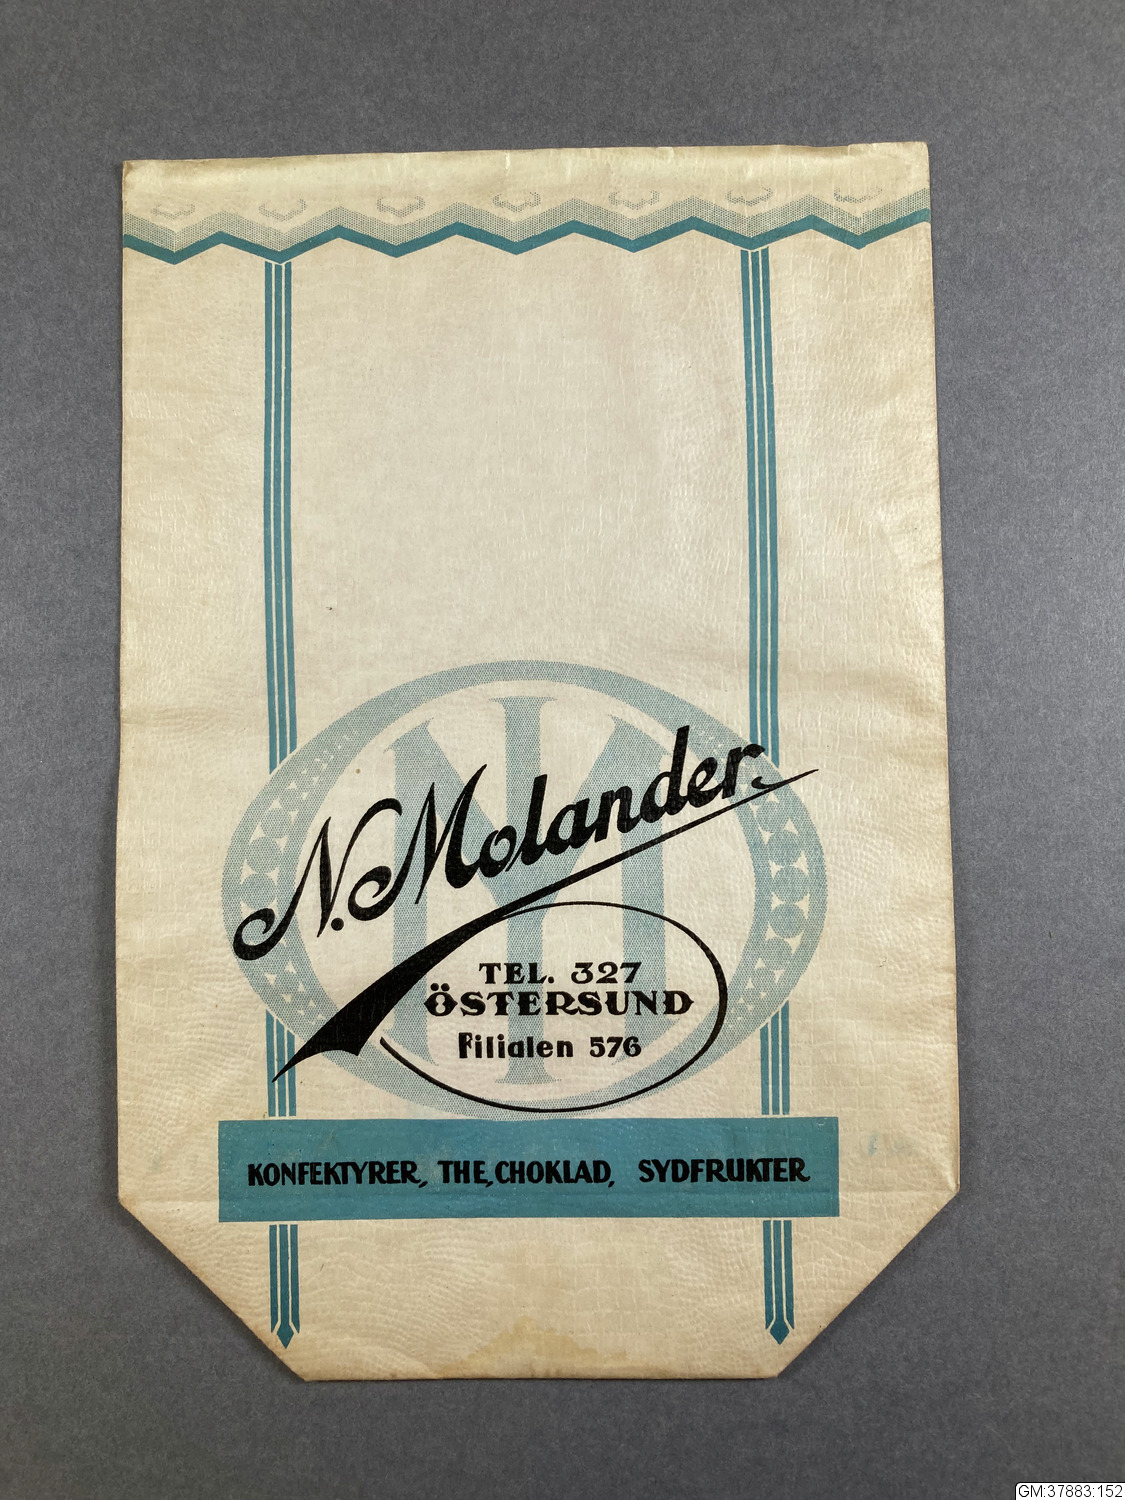 N. Molander.
TEL. 327
ÖSTERSUND
Filialen 576
KONFEKTYRER, THE, CHOKLAD, SYDFRUKTER
GM:37883:152